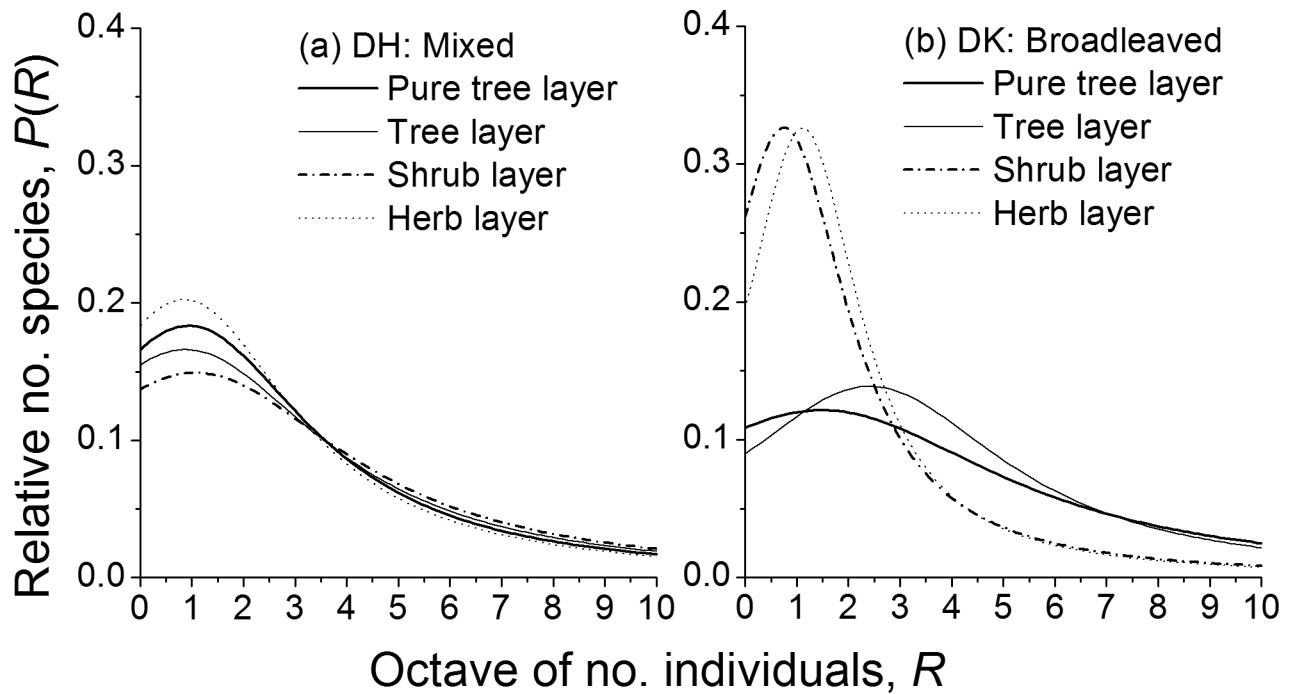 Relative no. species, P(R)
0.4
0.3
0.2
0.1
0.0
(a) DH: Mixed
Pure tree layer
Tree layer
Shrub layer
Herb layer
0 1 2 3 4 5 6 7 8 9 10
0.4
0.3
0.2
0.1
0.0
(b) DK: Broadleaved
Pure tree layer
Tree layer
Shrub layer
Herb layer
0 1 2 3 4 5 6 7 8 9 10
Octave of no. individuals, R